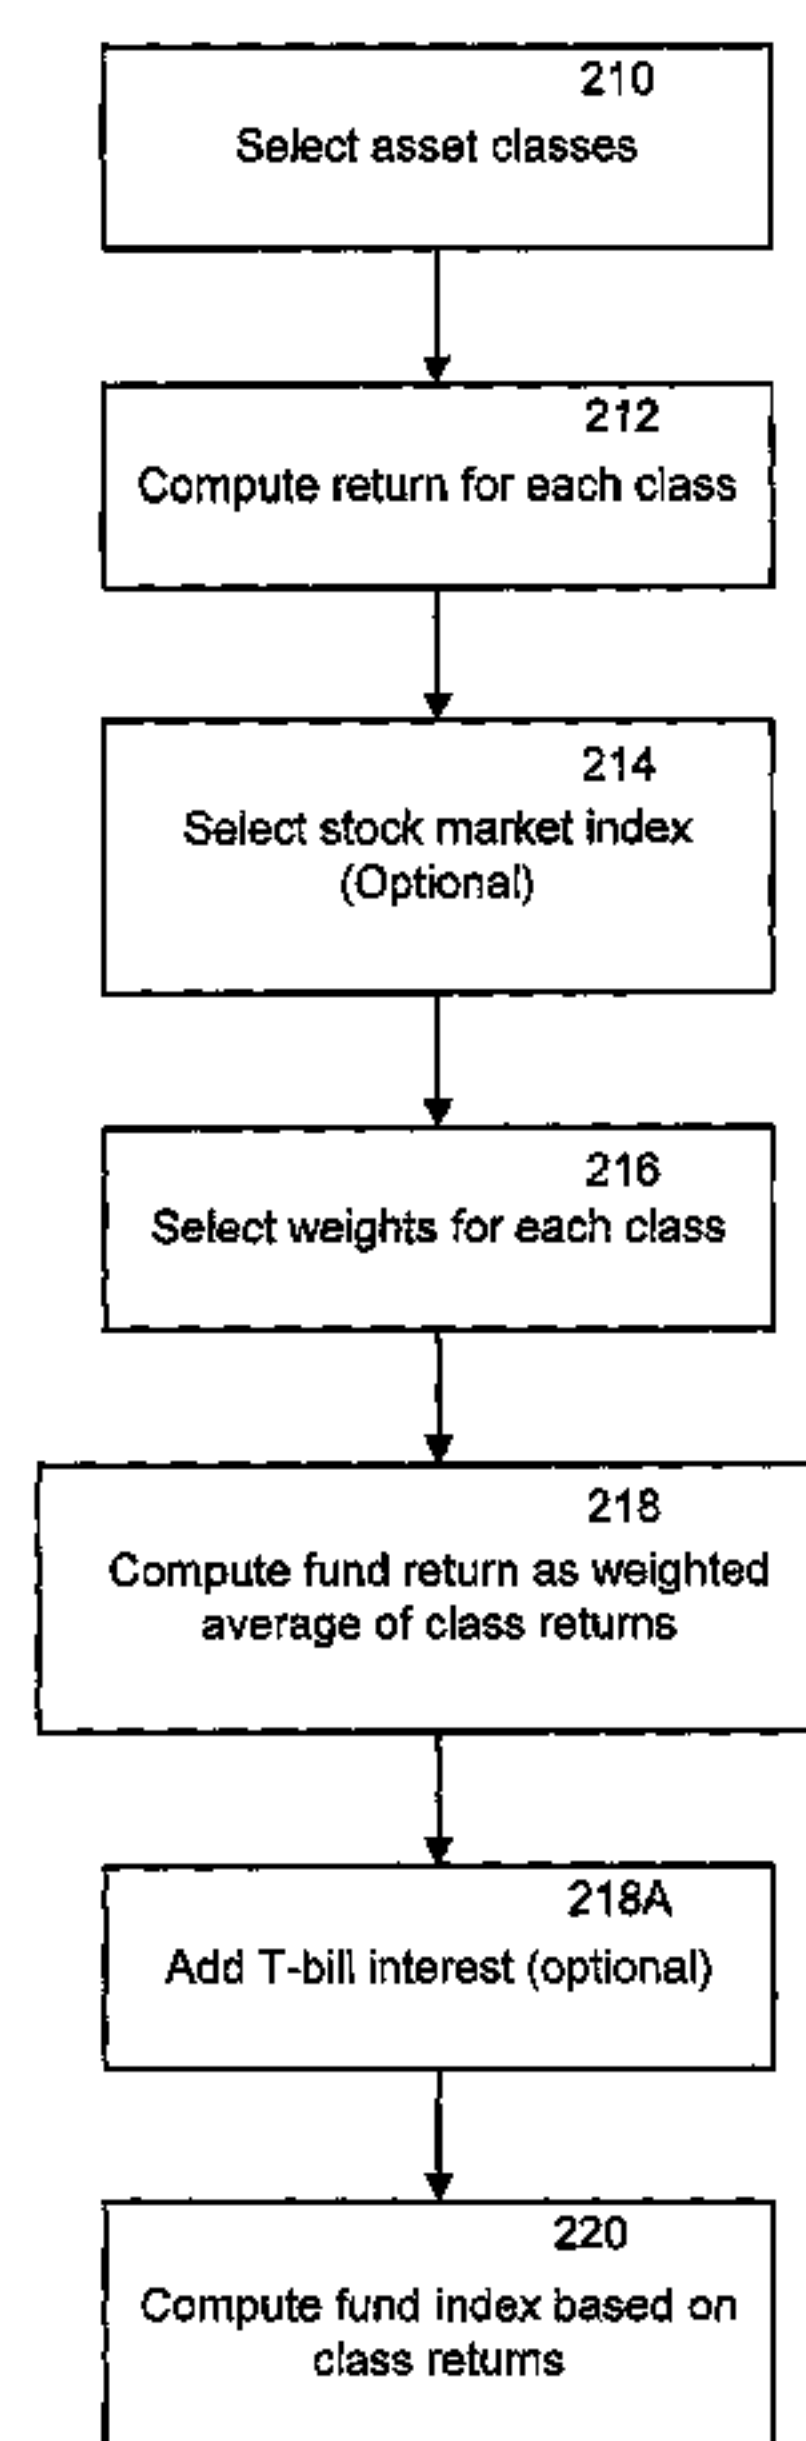 210
Select asset classes
212
Compute return for each class
214
Select stock market index
(Optional)
216
Select weights for each class
218
Compute fund return as weighted
average of class returns
218A
Add T-bill interest (optional)
220
Compute fund index based on
class returns